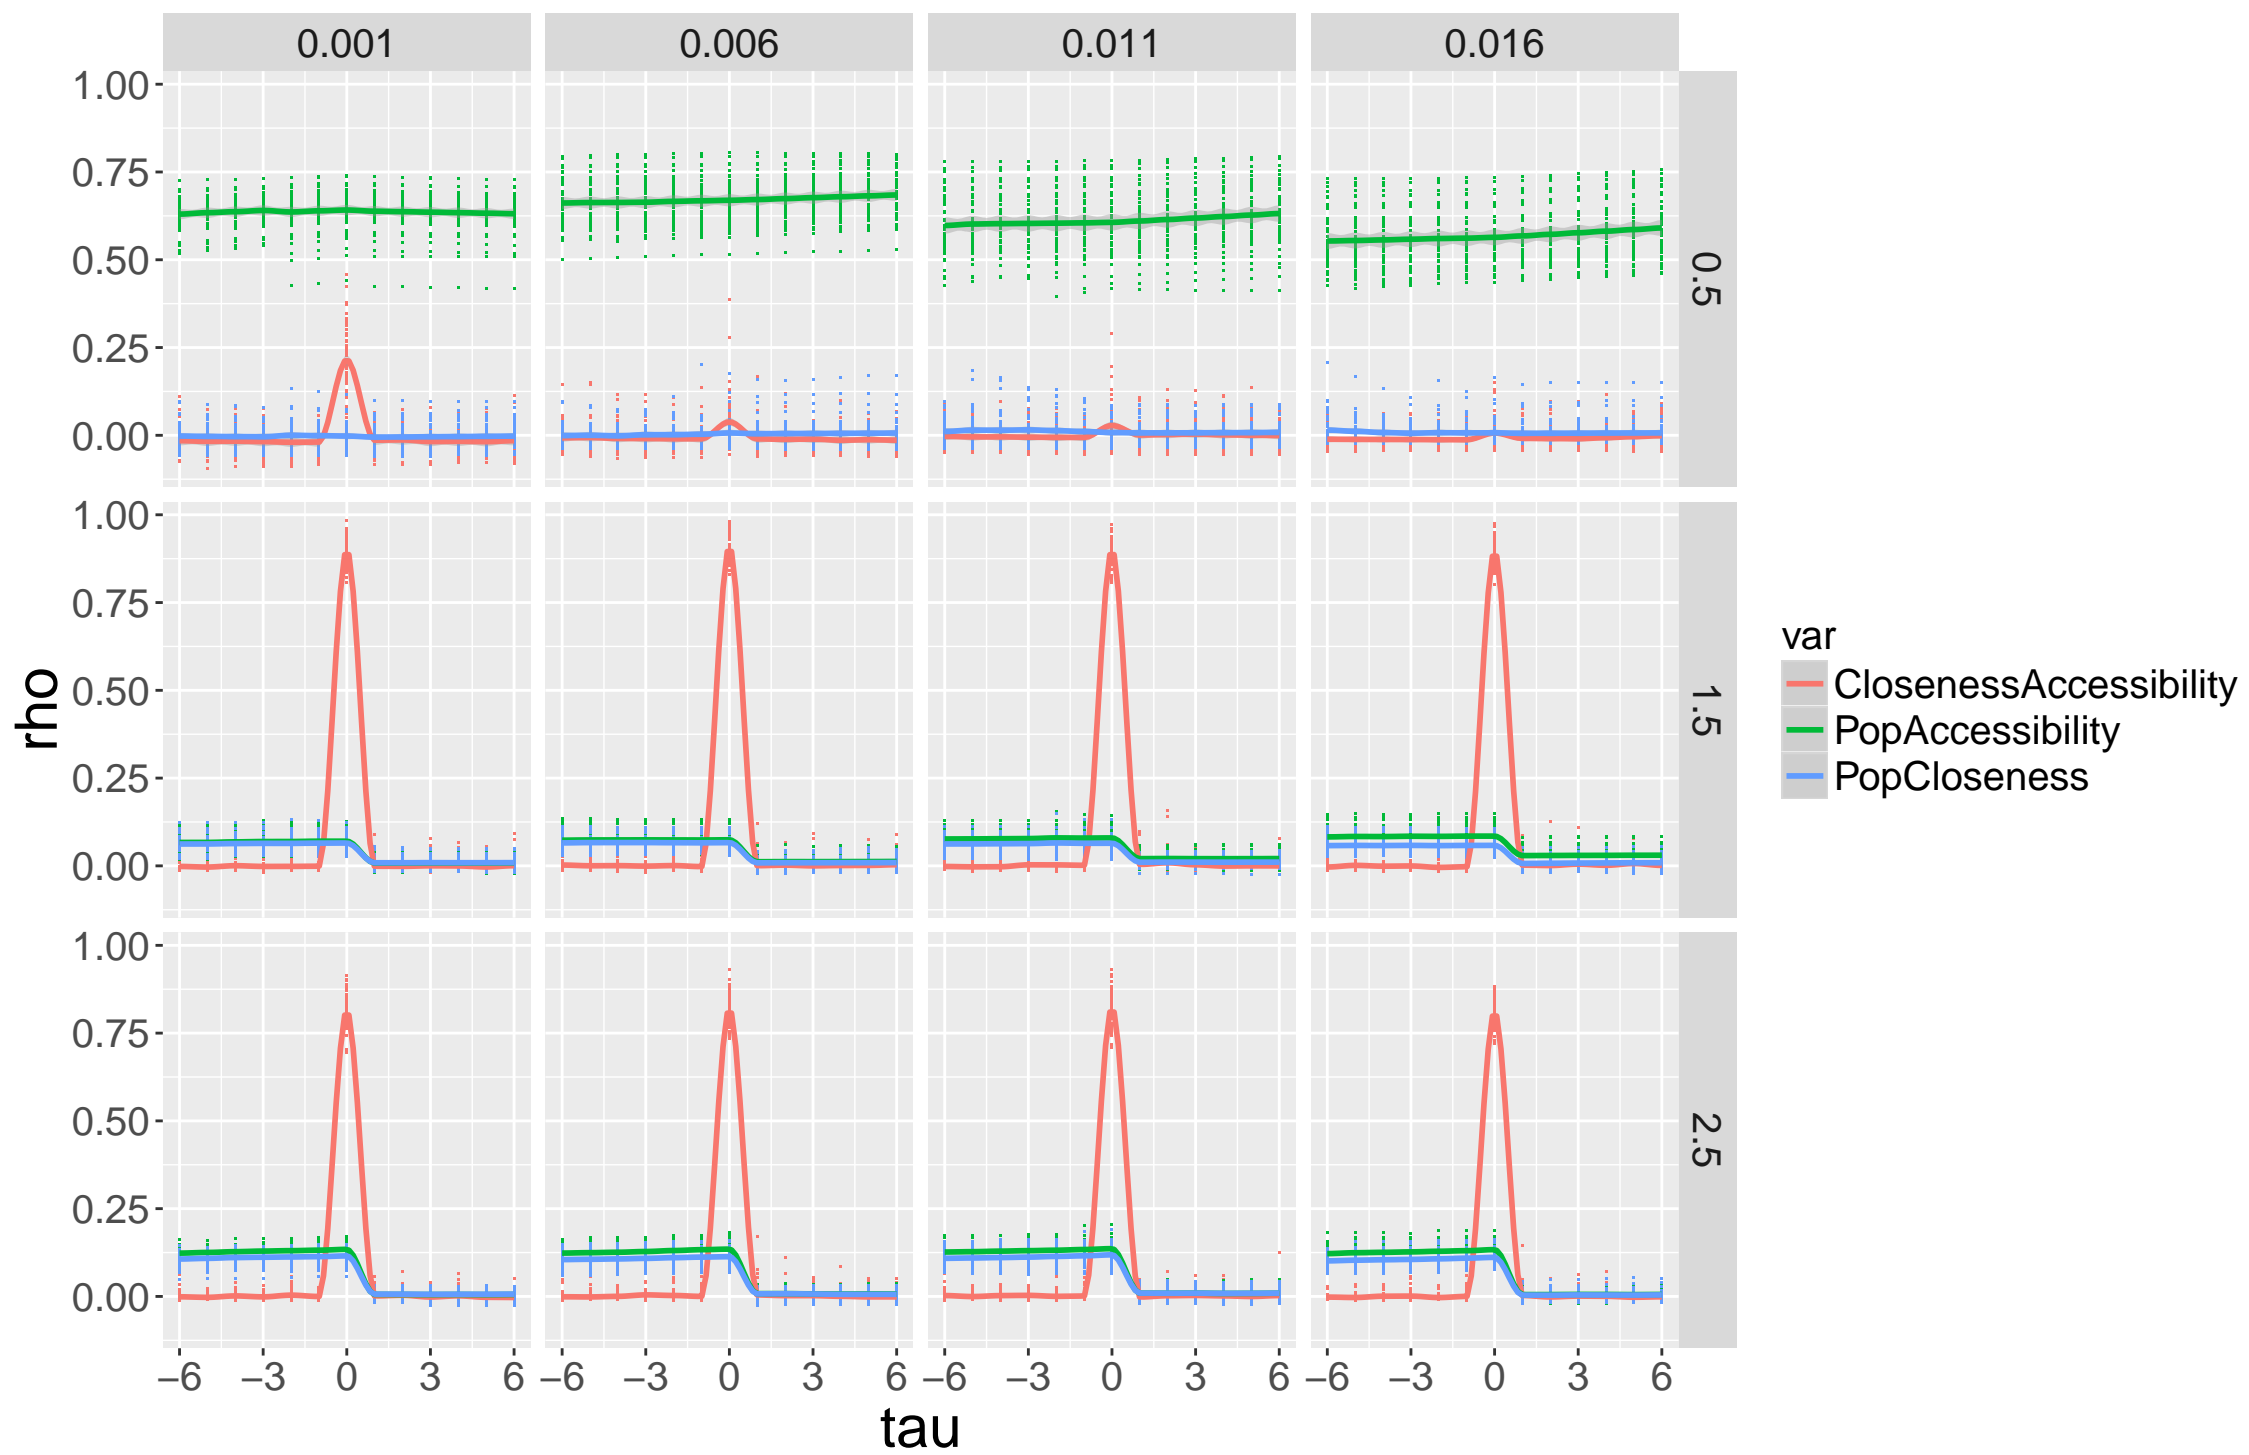 0.001 0.006 0.011 0.016
1.00
0.75
0.50
0.25
0.00
0.5
1.00
0.75
0.50
0.25
0.00
1.5
1.00
0.75
0.50
0.25
0.00
2.5
rho
−6 −3 0 3 6 −6 −3 0 3 6 −6 −3 0 3 6 −6 −3 0 3 6
tau
var
ClosenessAccessibility
PopAccessibility
PopCloseness